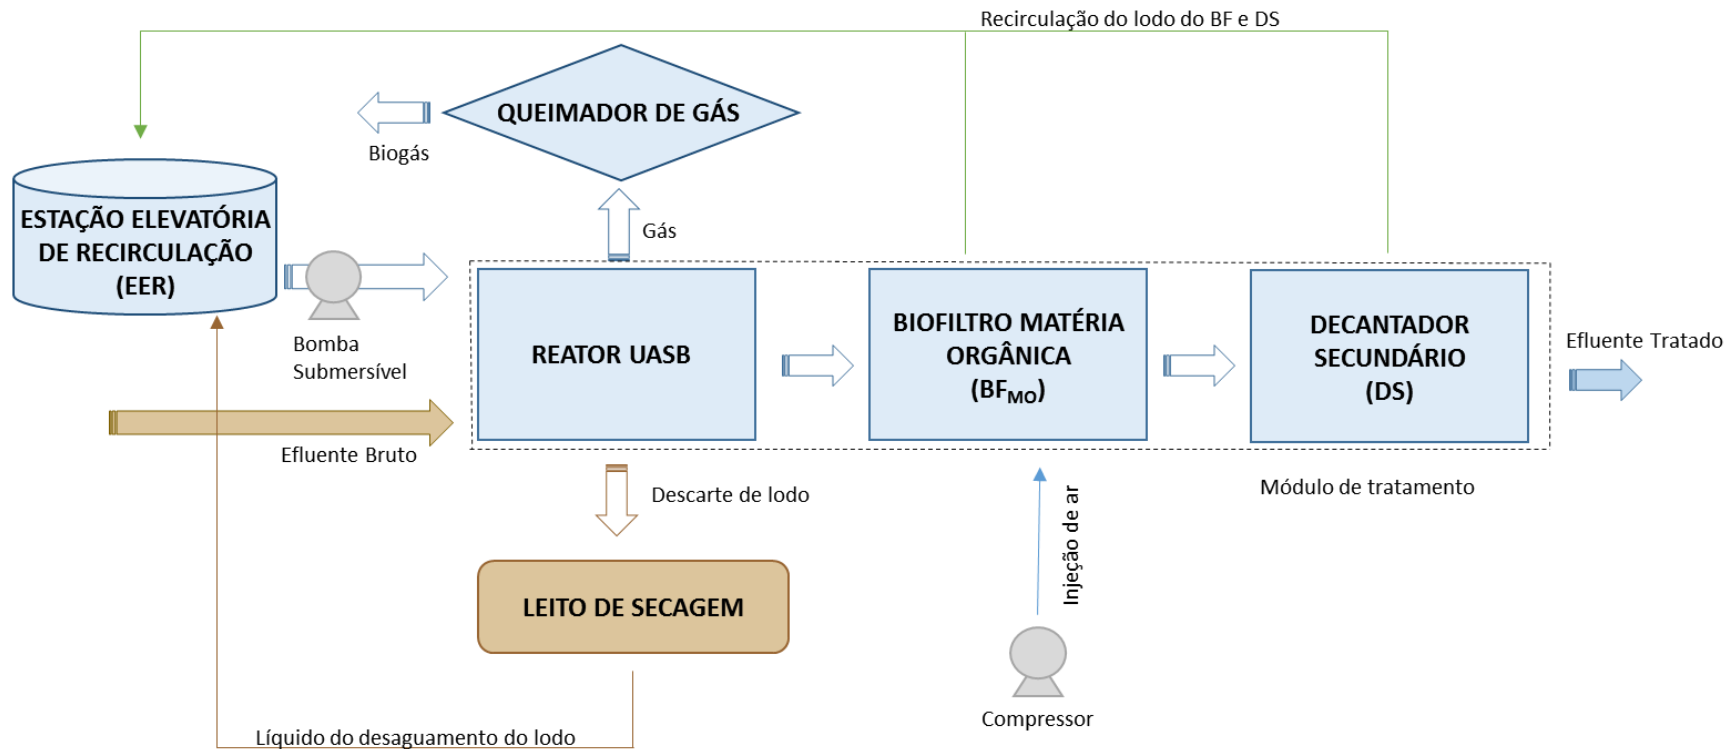 Recirculação do lodo do BF e DS
QUEIMADOR DE GÁS
Biogás
ESTAÇÃO ELEVATÓRIA
DE RECIRCULAÇÃO
(EER)
Gás
Bomba
Submersível
REATOR UASB
BIOFILTRO MATÉRIA
ORGÂNICA
(BFMO)
DECANTADOR
SECUNDÁRIO
(DS)
Efluente Tratado
Efluente Bruto
Descarte de lodo
Módulo de tratamento
Injeção de ar
LEITO DE SECAGEM
Compressor
Líquido do desaguamento do lodo